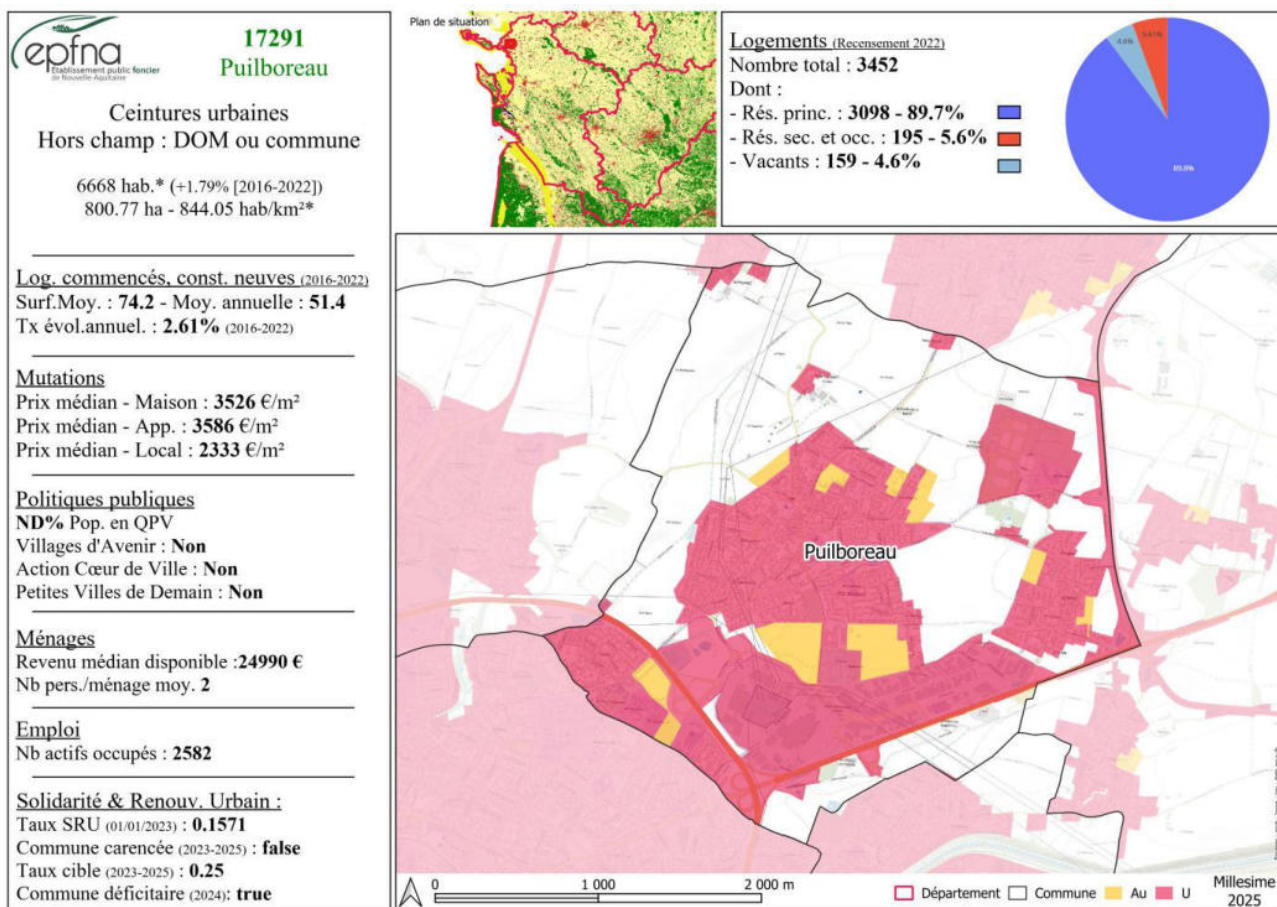 epfna
Établissement public foncier
de Nouvelle-Aquitaine
17291
Puilboreau
Ceintures urbaines
Hors champ : DOM ou commune
6668 hab.* (+1.79% [2016-2022])
800.77 ha - 844.05 hab/km²*
Log. commencés, const. neuves (2016-2022)
Surf.Moy. : 74.2 - Moy. annuelle : 51.4
Tx évol.annuel. : 2.61% (2016-2022)
Mutations
Prix médian - Maison : 3526 €/m²
Prix médian - App. : 3586 €/m²
Prix médian - Local : 2333 €/m²
Politiques publiques
ND% Pop. en QPV
Villages d'Avenir : Non
Action Cœur de Ville : Non
Petites Villes de Demain : Non
Ménages
Revenu médian disponible :24990 €
Nb pers./ménage moy. 2
Emploi
Nb actifs occupés : 2582
Solidarité & Renouv. Urbain :
Taux SRU (01/01/2023) : 0.1571
Commune carencée (2023-2025) : false
Taux cible (2023-2025) : 0.25
Commune déficitaire (2024): true
Plan de situation
Logements (Recensement 2022)
Nombre total : 3452
Dont :
- Rés. princ. : 3098 - 89.7%
- Rés. sec. et occ. : 195 - 5.6%
- Vacants : 159 - 4.6%
4.6%
5.61%
89.8%
Puilboreau
0 1 000 2 000 m
Département Commune Au U
Millesime
2025